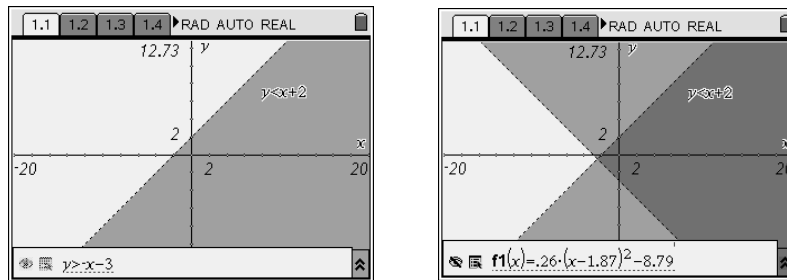 1.1 1.2 1.3 1.4 RAD AUTO REAL
12.73 y
y<x+2
2
x
-20 2 20
y>-x-3
1.1 1.2 1.3 1.4 RAD AUTO REAL
12.73 y
y<x+2
2
x
-20 2 20
f1(x)=.26·(x-1.87)²-8.79